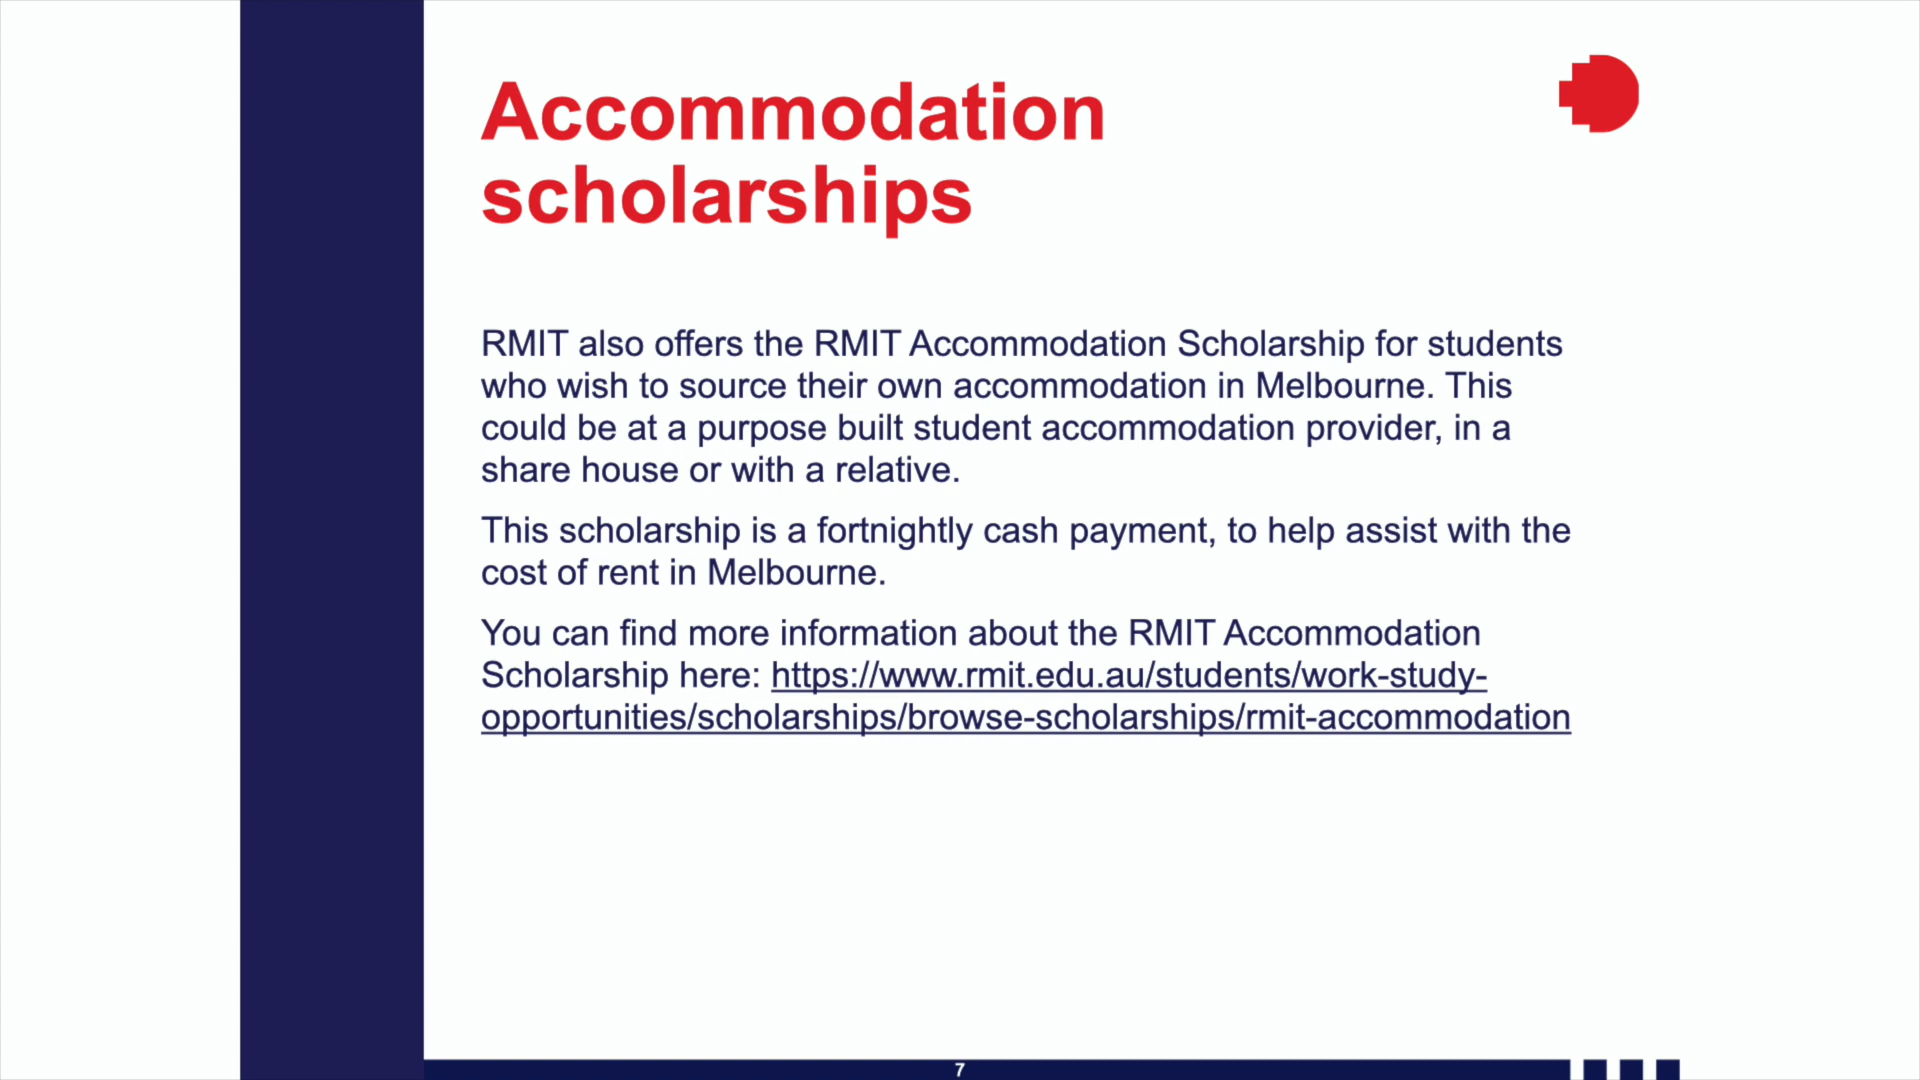 Accommodation
scholarships
RMIT also offers the RMIT Accommodation Scholarship for students
who wish to source their own accommodation in Melbourne. This
could be at a purpose built student accommodation provider, in a
share house or with a relative.
This scholarship is a fortnightly cash payment, to help assist with the
cost of rent in Melbourne.
You can find more information about the RMIT Accommodation
Scholarship here: https://www.rmit.edu.au/students/work-study-
opportunities/scholarships/browse-scholarships/rmit-accommodation
7